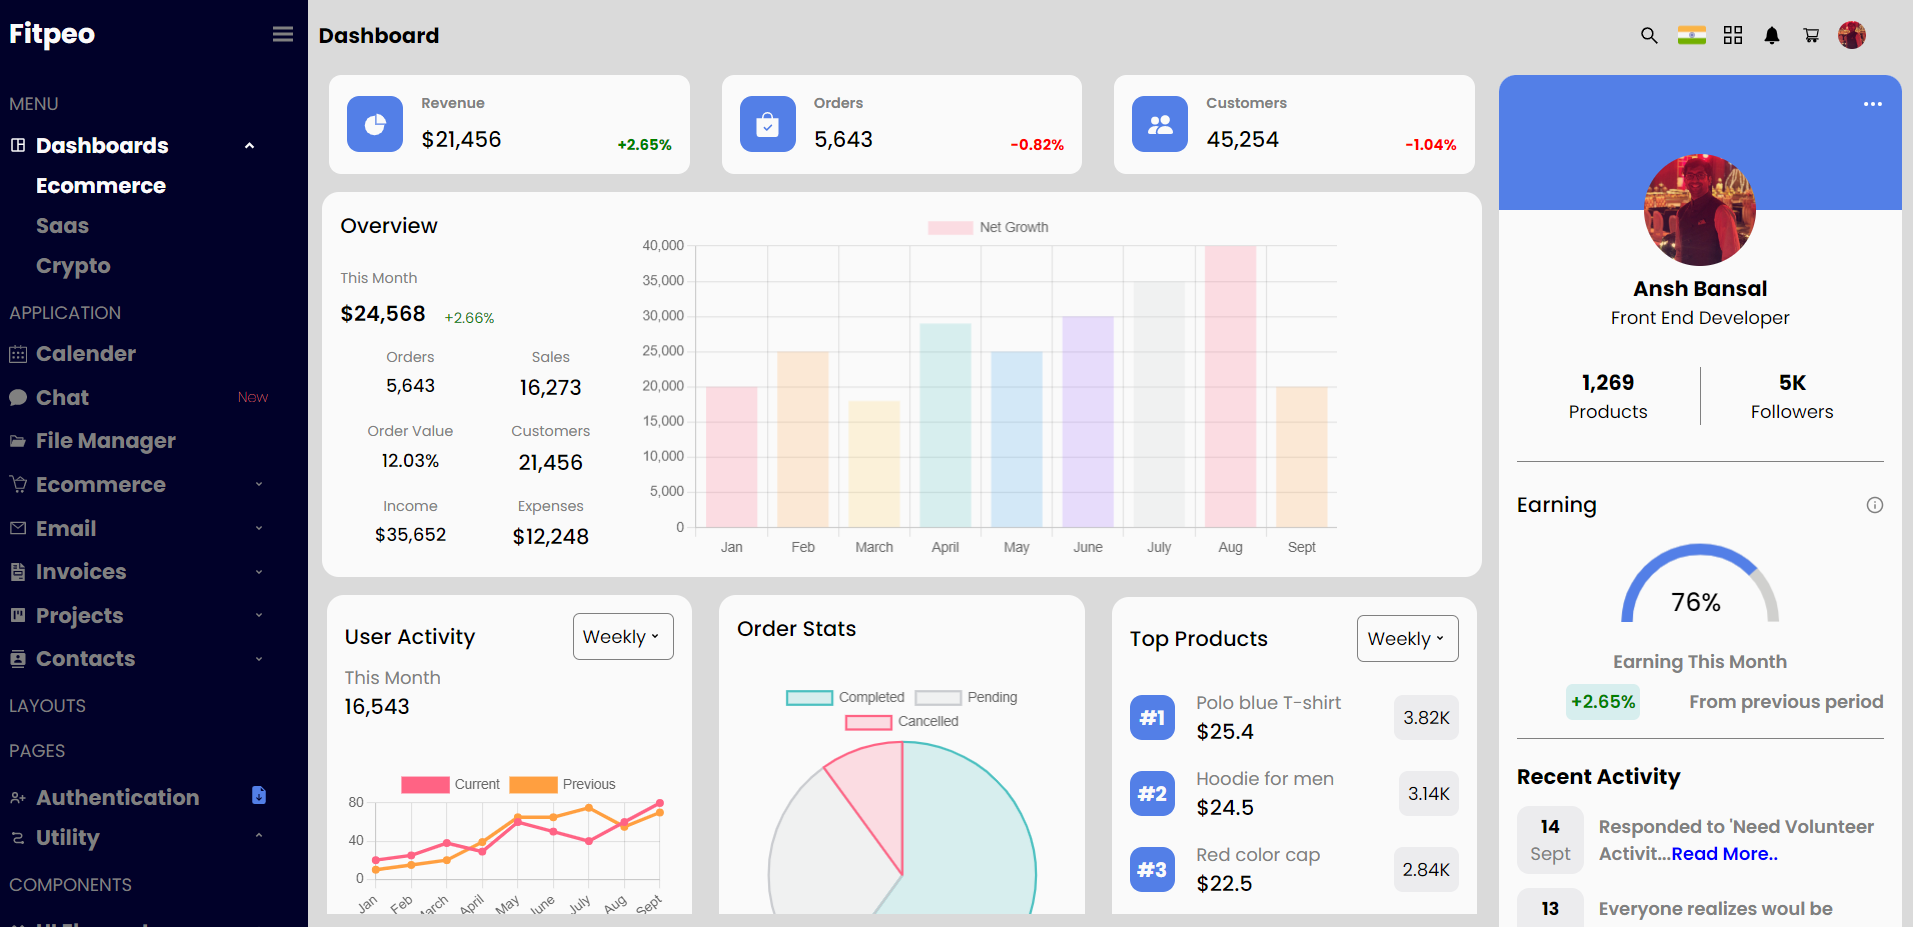 Fitpeo
MENU
Dashboards
Ecommerce
Saas
Crypto
APPLICATION
Calender
Chat New
File Manager
Ecommerce
Email
Invoices
Projects
Contacts
LAYOUTS
PAGES
Authentication
Utility
COMPONENTS
Dashboard
Revenue
$21,456 +2.65%
Orders
5,643 -0.82%
Customers
45,254 -1.04%
Overview
This Month
$24,568 +2.66%
Orders Sales
5,643 16,273
Order Value Customers
12.03% 21,456
Income Expenses
$35,652 $12,248
Net Growth
40,000
35,000
30,000
25,000
20,000
15,000
10,000
5,000
0
Jan Feb March April May June July Aug Sept
User Activity Weekly
This Month
16,543
Current Previous
80
40
0
Jan Feb March April May June July Aug Sept
Order Stats
Completed Pending
Cancelled
Top Products Weekly
#1 Polo blue T-shirt
$25.4 3.82K
#2 Hoodie for men
$24.5 3.14K
#3 Red color cap
$22.5 2.84K
Ansh Bansal
Front End Developer
1,269 5K
Products Followers
Earning
76%
Earning This Month
+2.65% From previous period
Recent Activity
14 Sept
Responded to 'Need Volunteer
Activit...Read More..
13
Everyone realizes woul be